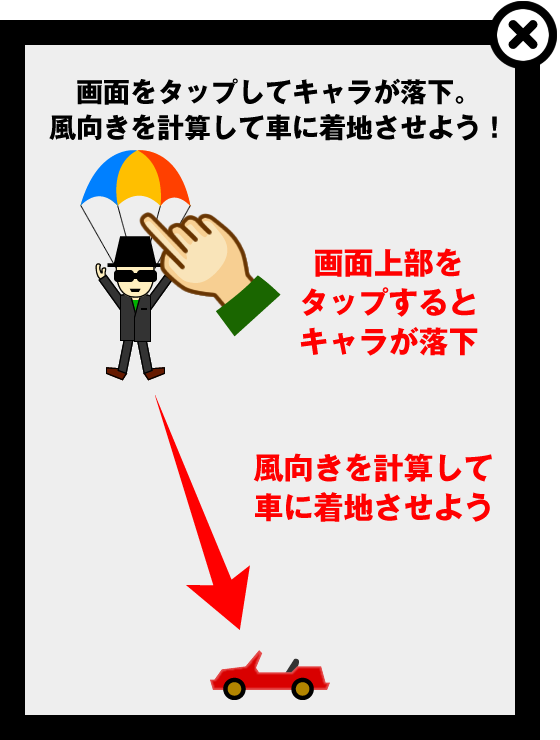 画面をタップしてキャラが落下。
風向きを計算して車に着地させよう！
画面上部を
タップすると
キャラが落下
風向きを計算して
車に着地させよう